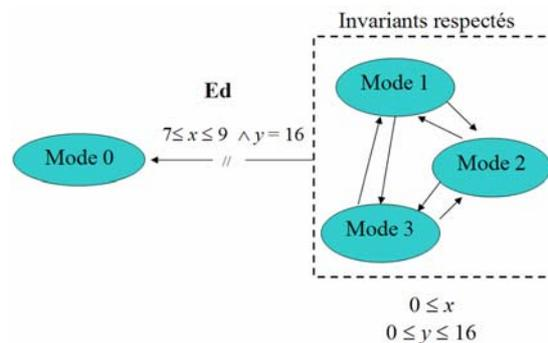 Invariants respectés
Mode 1
Ed
7≤ x ≤ 9 ∧ y = 16
Mode 0
//
Mode 2
Mode 3
0 ≤ x
0 ≤ y ≤ 16